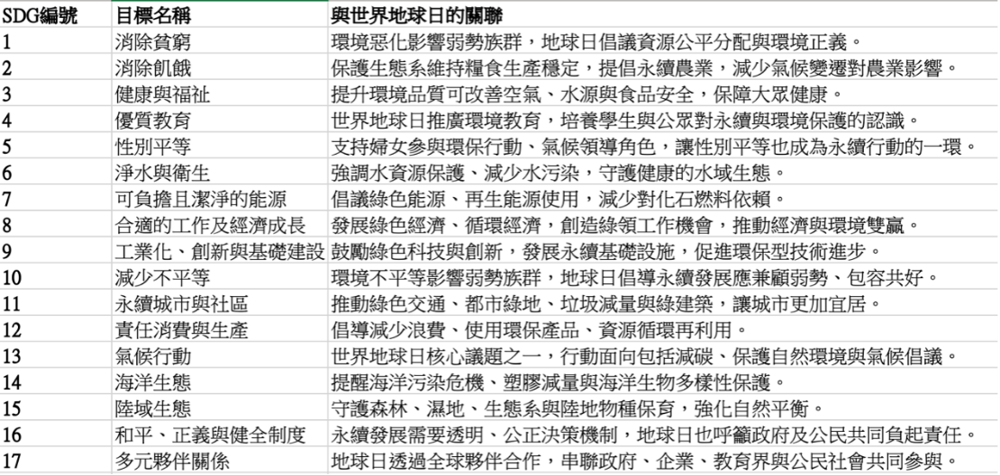 SDG編號 目標名稱 與世界地球日的關聯
1 消除貧窮 環境惡化影響弱勢族群，地球日倡議資源公平分配與環境正義。
2 消除飢餓 保護生態系維持糧食生產穩定，提倡永續農業，減少氣候變遷對農業影響。
3 健康與福祉 提升環境品質可改善空氣、水源與食品安全，保障大眾健康。
4 優質教育 世界地球日推廣環境教育，培養學生與公眾對永續與環境保護的認識。
5 性別平等 支持婦女參與環保行動、氣候領導角色，讓性別平等也成為永續行動的一環。
6 淨水與衛生 強調水資源保護、減少水污染，守護健康的水域生態。
7 可負擔且潔淨的能源 倡議綠色能源、再生能源使用，減少對化石燃料依賴。
8 合適的工作及經濟成長 發展綠色經濟、循環經濟，創造綠領工作機會，推動經濟與環境雙贏。
9 工業化、創新與基礎建設 鼓勵綠色科技與創新，發展永續基礎設施，促進環保型技術進步。
10 減少不平等 環境不平等影響弱勢族群，地球日倡導永續發展應兼顧弱勢、包容共好。
11 永續城市與社區 推動綠色交通、都市綠地、垃圾減量與綠建築，讓城市更加宜居。
12 責任消費與生產 倡導減少浪費、使用環保產品、資源循環再利用。
13 氣候行動 世界地球日核心議題之一，行動面向包括減碳、保護自然環境與氣候倡議。
14 海洋生態 提醒海洋污染危機、塑膠減量與海洋生物多樣性保護。
15 陸域生態 守護森林、濕地、生態系與陸地物種保育，強化自然平衡。
16 和平、正義與健全制度 永續發展需要透明、公正決策機制，地球日也呼籲政府及公民共同負起責任。
17 多元夥伴關係 地球日透過全球夥伴合作，串聯政府、企業、教育界與公民社會共同參與。